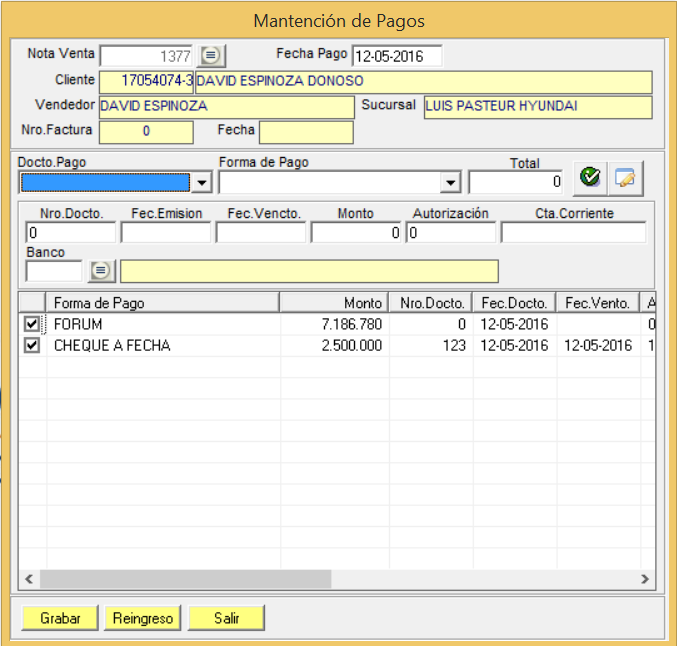 Mantención de Pagos
Nota Venta 1377 Fecha Pago 12-05-2016
Cliente 17054074-3 DAVID ESPINOZA DONOSO
Vendedor DAVID ESPINOZA Sucursal LUIS PASTEUR HYUNDAI
Nro.Factura 0 Fecha
Docto.Pago Forma de Pago Total
0
Nro.Docto. Fec.Emision Fec.Vencto. Monto Autorización Cta.Corriente
0 0 0
Banco
Forma de Pago Monto Nro.Docto. Fec.Docto. Fec.Vento. A
FORUM 7.186.780 0 12-05-2016 0
CHEQUE A FECHA 2.500.000 123 12-05-2016 12-05-2016 1
Grabar Reingreso Salir